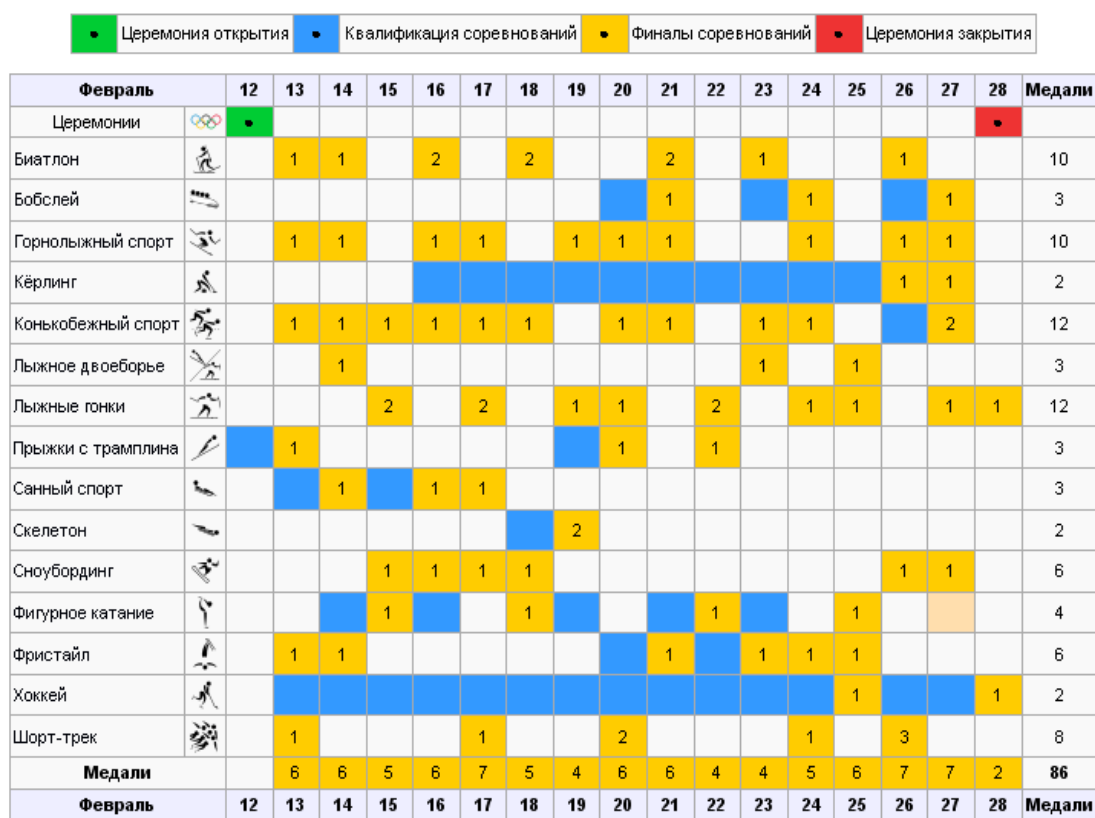 Церемония открытия Квалификация соревнований Финалы соревнований Церемония закрытия
Февраль 12 13 14 15 16 17 18 19 20 21 22 23 24 25 26 27 28 Медали
Церемонии
Биатлон 1 1 2 2 2 1 1 10
Бобслей 1 1 1 3
Горнолыжный спорт 1 1 1 1 1 1 1 1 1 1 10
Кёрлинг 1 1 2
Конькобежный спорт 1 1 1 1 1 1 1 1 1 1 2 12
Лыжное двоеборье 1 1 1 3
Лыжные гонки 2 2 1 1 2 1 1 1 1 12
Прыжки с трамплина 1 1 1 3
Санный спорт 1 1 1 3
Скелетон 2 2
Сноубординг 1 1 1 1 1 1 6
Фигурное катание 1 1 1 1 4
Фристайл 1 1 1 1 1 1 6
Хоккей 1 1 2
Шорт-трек 1 1 2 1 3 8
Медали 6 6 5 6 7 5 4 6 6 4 4 5 6 7 7 2 86
Февраль 12 13 14 15 16 17 18 19 20 21 22 23 24 25 26 27 28 Медали